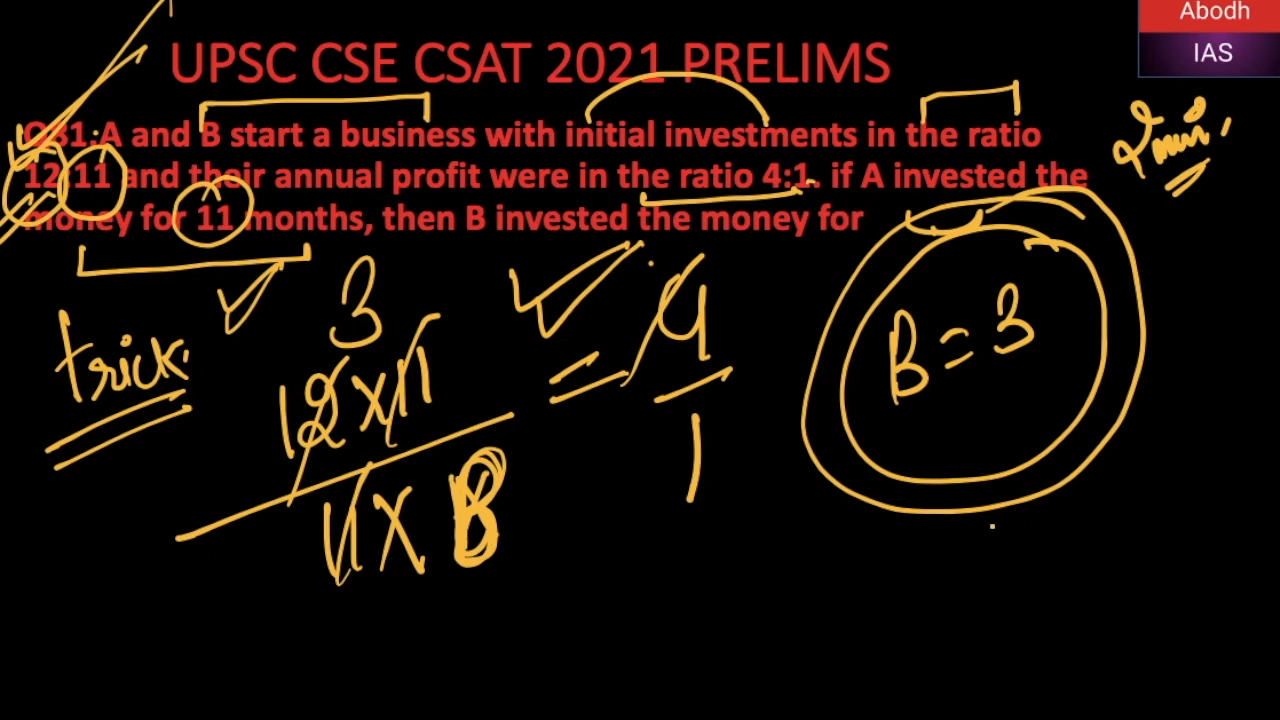 Abodh
IAS
UPSC CSE CSAT 2021 PRELIMS
Q31:A and B start a business with initial investments in the ratio
12:11 and their annual profit were in the ratio 4:1. if A invested the
money for 11 months, then B invested the money for
2 min.
trick:
3
12 x 11
11 x B
= 4
1
B = 3